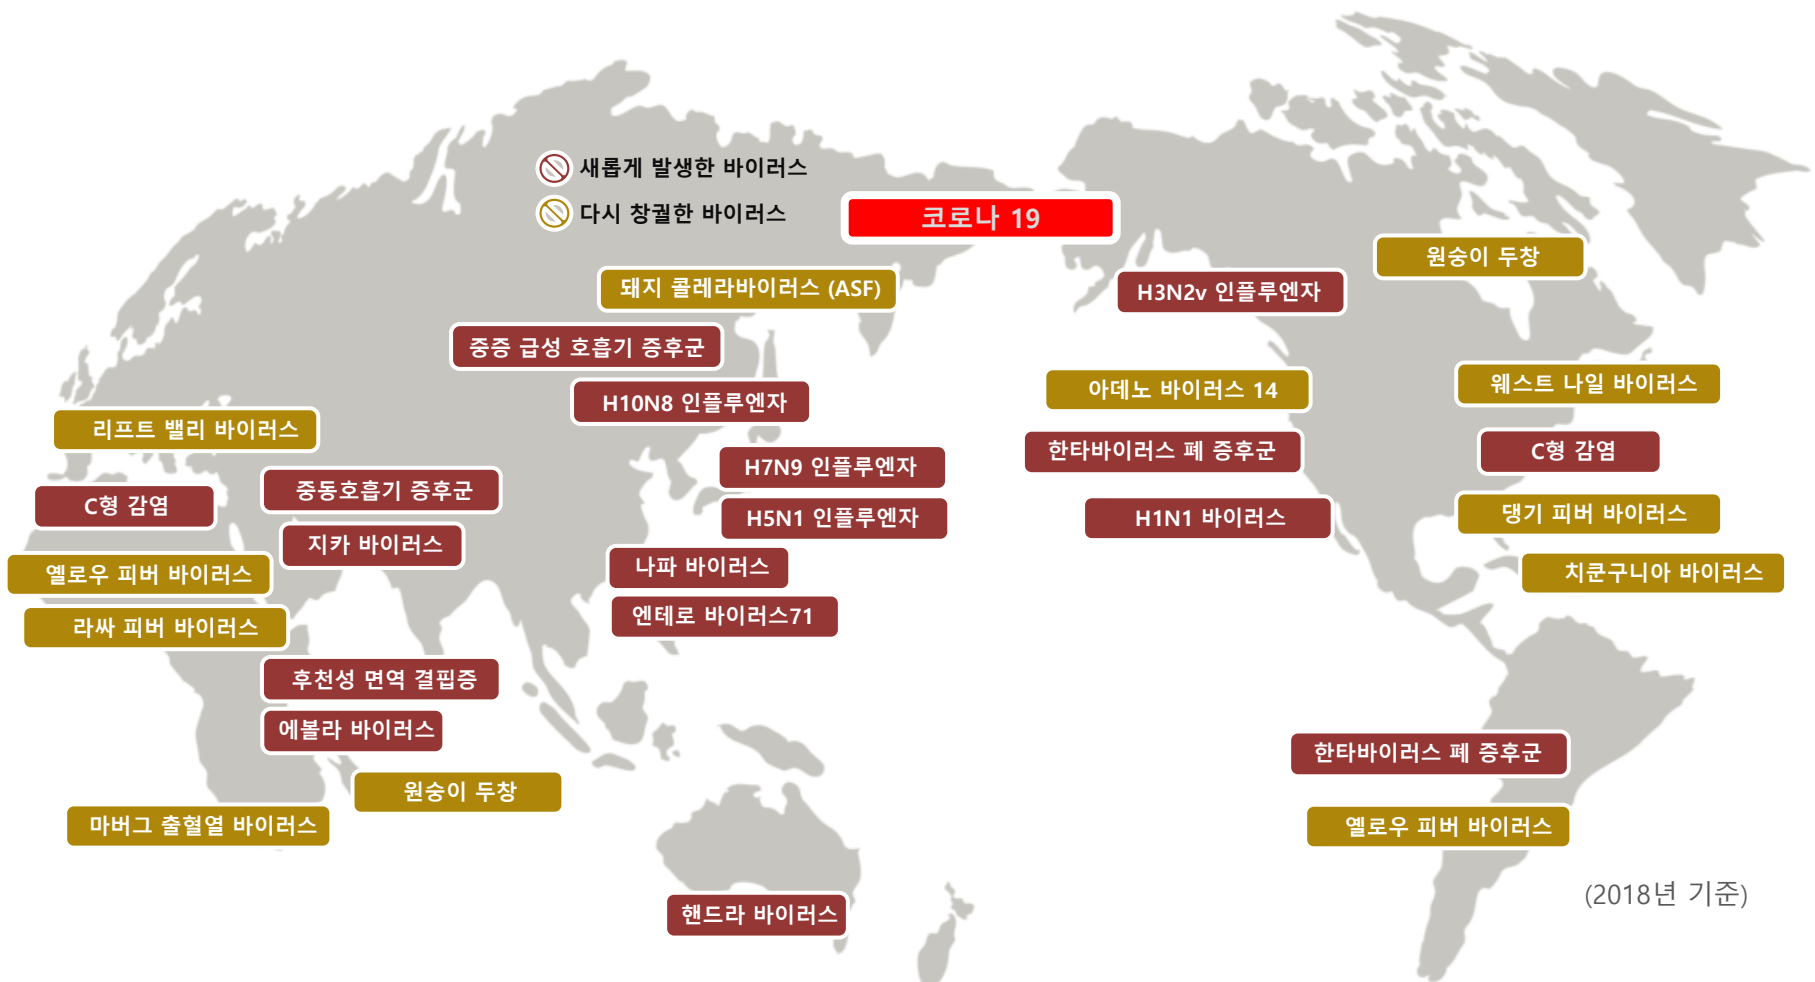 새롭게 발생한 바이러스
다시 창궐한 바이러스
코로나 19
원숭이 두창
돼지 콜레라바이러스 (ASF)
H3N2v 인플루엔자
중증 급성 호흡기 증후군
아데노 바이러스 14
웨스트 나일 바이러스
H10N8 인플루엔자
리프트 밸리 바이러스
한타바이러스 폐 증후군
C형 감염
H7N9 인플루엔자
중동호흡기 증후군
C형 감염
H5N1 인플루엔자
H1N1 바이러스
댕기 피버 바이러스
지카 바이러스
나파 바이러스
옐로우 피버 바이러스
치쿤구니아 바이러스
엔테로 바이러스71
라싸 피버 바이러스
후천성 면역 결핍증
에볼라 바이러스
한타바이러스 폐 증후군
원숭이 두창
마버그 출혈열 바이러스
옐로우 피버 바이러스
(2018년 기준)
핸드라 바이러스